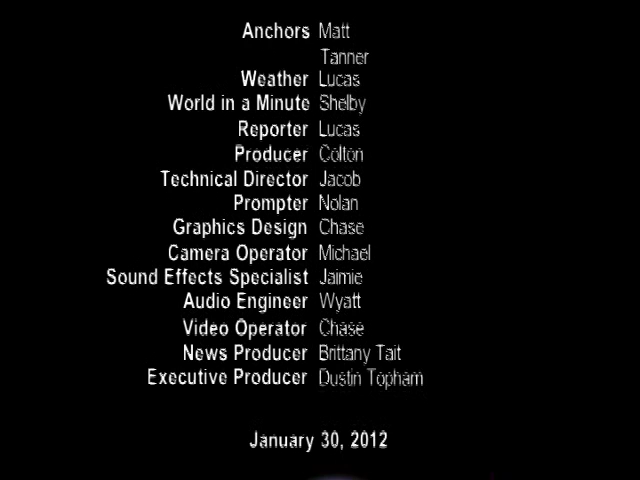 Anchors Matt
Tanner
Weather Lucas
World in a Minute Shelby
Reporter Lucas
Producer Colton
Technical Director Jacob
Prompter Nolan
Graphics Design Chase
Camera Operator Michael
Sound Effects Specialist Jaimie
Audio Engineer Wyatt
Video Operator Chase
News Producer Brittany Tait
Executive Producer Dustin Topham
January 30, 2012